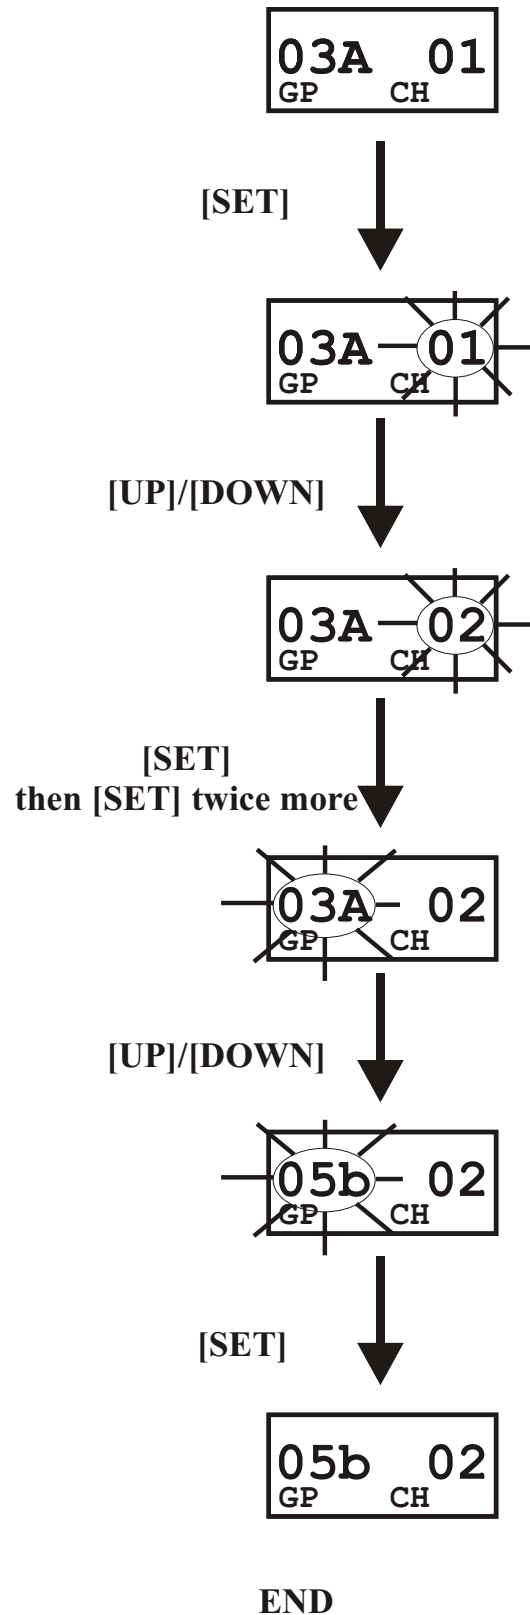 03A 01
GP CH
[SET]
03A 01
GP CH
[UP]/[DOWN]
03A 02
GP CH
[SET]
then [SET] twice more
03A 02
GP CH
[UP]/[DOWN]
05b 02
GP CH
[SET]
05b 02
GP CH
END